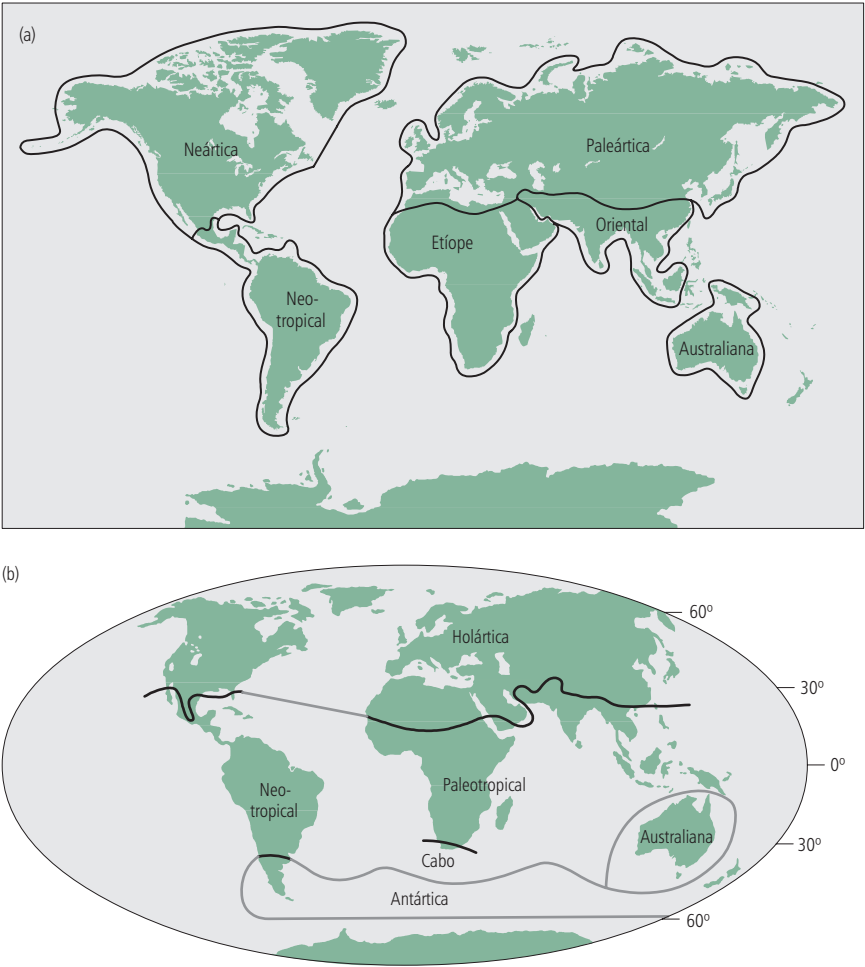 (a)
Neártica
Paleártica
Etíope
Oriental
Neo-
tropical
Australiana
(b)
60º
Holártica
30º
0º
Neo-
tropical
Paleotropical
Australiana
30º
Cabo
Antártica
60º